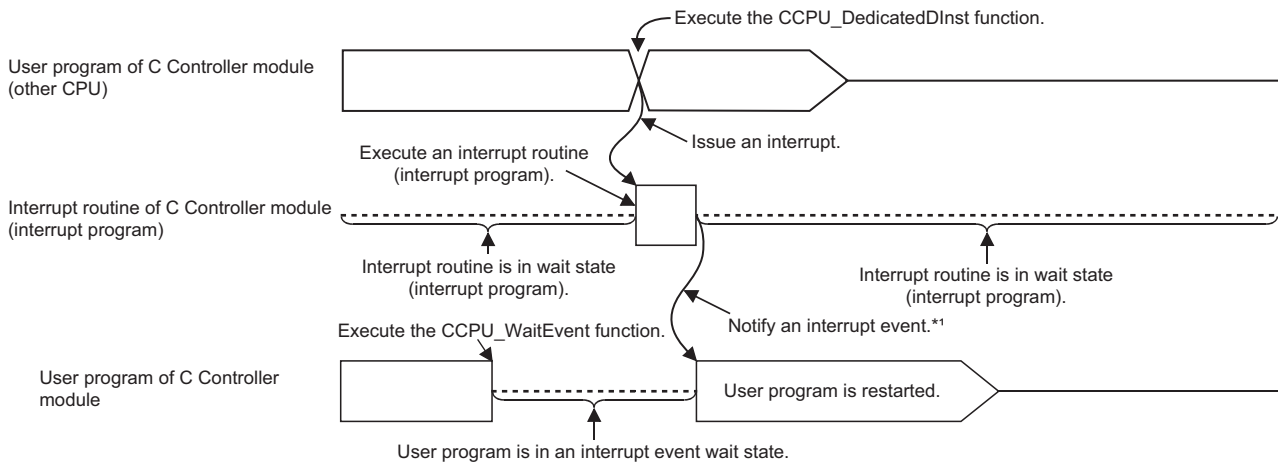 Execute the CCPU_DedicatedDInst function.
User program of C Controller module
(other CPU)
Issue an interrupt.
Execute an interrupt routine
(interrupt program).
Interrupt routine of C Controller module
(interrupt program)
Interrupt routine is in wait state
(interrupt program).
Interrupt routine is in wait state
(interrupt program).
Notify an interrupt event.*1
Execute the CCPU_WaitEvent function.
User program of C Controller
module
User program is restarted.
User program is in an interrupt event wait state.